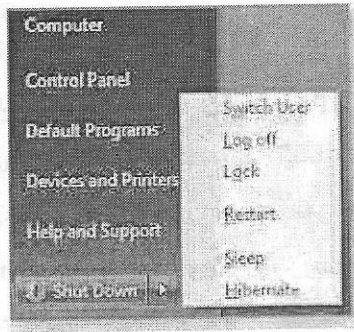 Computer
Control Panel
Default Programs
Devices and Printers
Help and Support
Shut Down
Switch User
Log off
Lock
Restart
Sleep
Hibernate